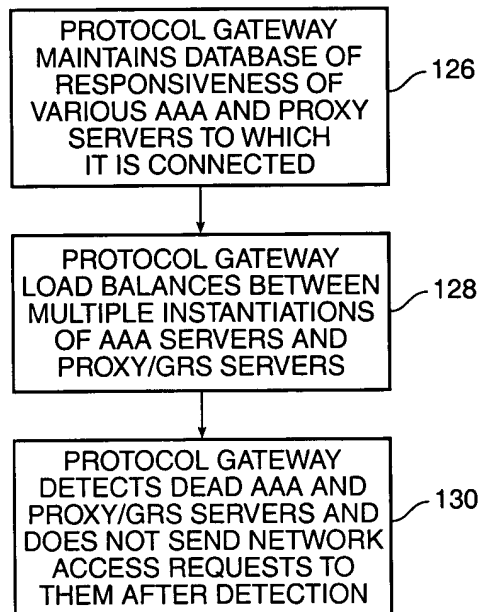 PROTOCOL GATEWAY
MAINTAINS DATABASE OF
RESPONSIVENESS OF
VARIOUS AAA AND PROXY
SERVERS TO WHICH
IT IS CONNECTED
126
PROTOCOL GATEWAY
LOAD BALANCES BETWEEN
MULTIPLE INSTANTIATIONS
OF AAA SERVERS AND
PROXY/GRS SERVERS
128
PROTOCOL GATEWAY
DETECTS DEAD AAA AND
PROXY/GRS SERVERS AND
DOES NOT SEND NETWORK
ACCESS REQUESTS TO
THEM AFTER DETECTION
130